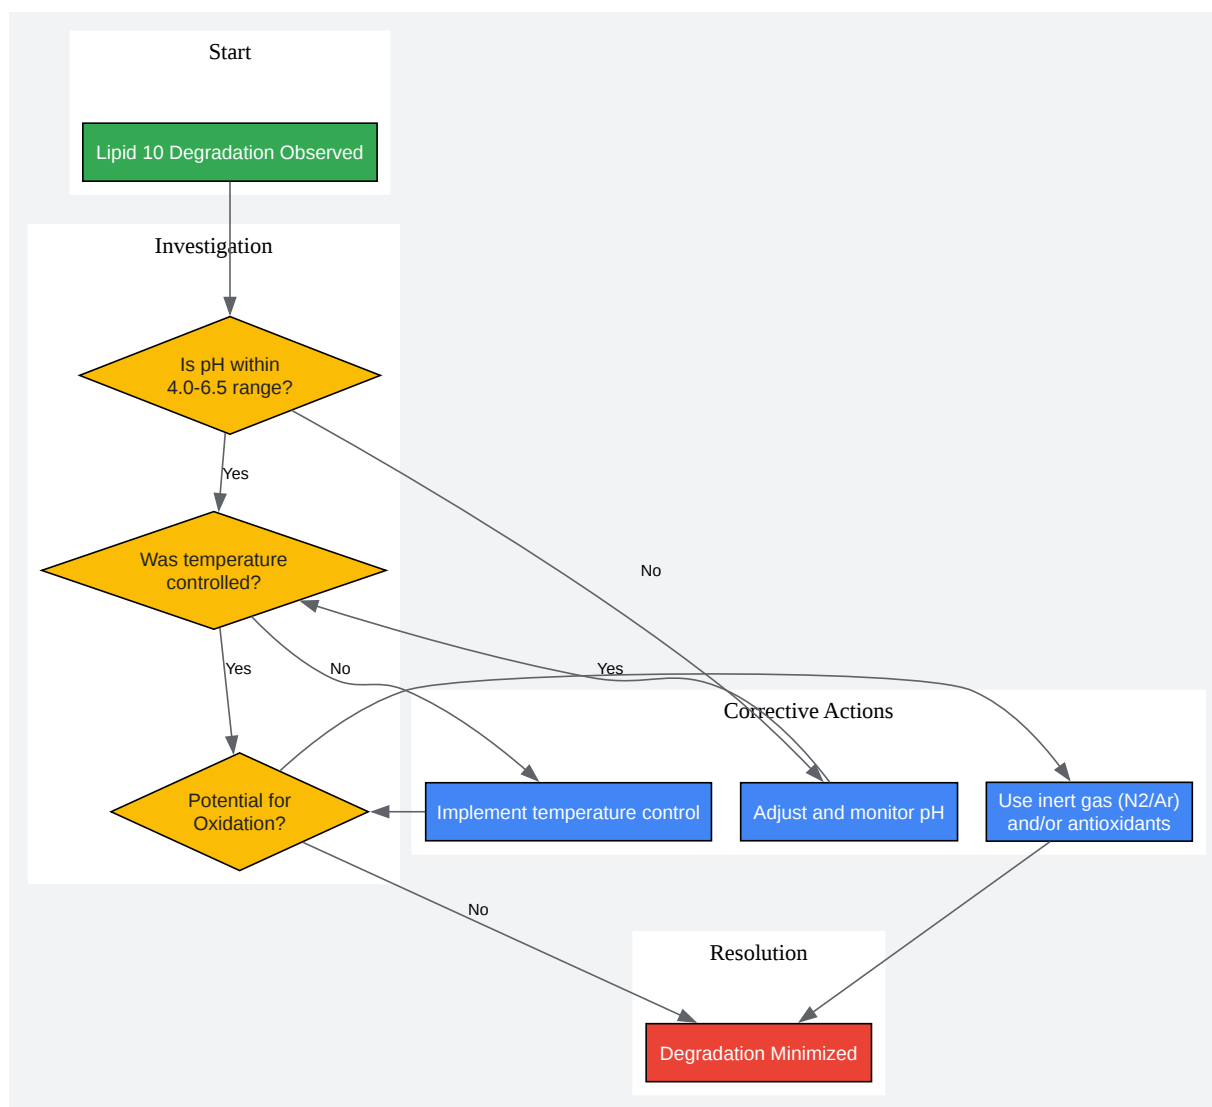 Start
Lipid 10 Degradation Observed
Investigation
Is pH within
4.0-6.5 range?
Yes
No
Was temperature
controlled?
Yes
No
Yes
Corrective Actions
Potential for
Oxidation?
Implement temperature control
Adjust and monitor pH
Use inert gas (N2/Ar)
and/or antioxidants
No
Resolution
Degradation Minimized